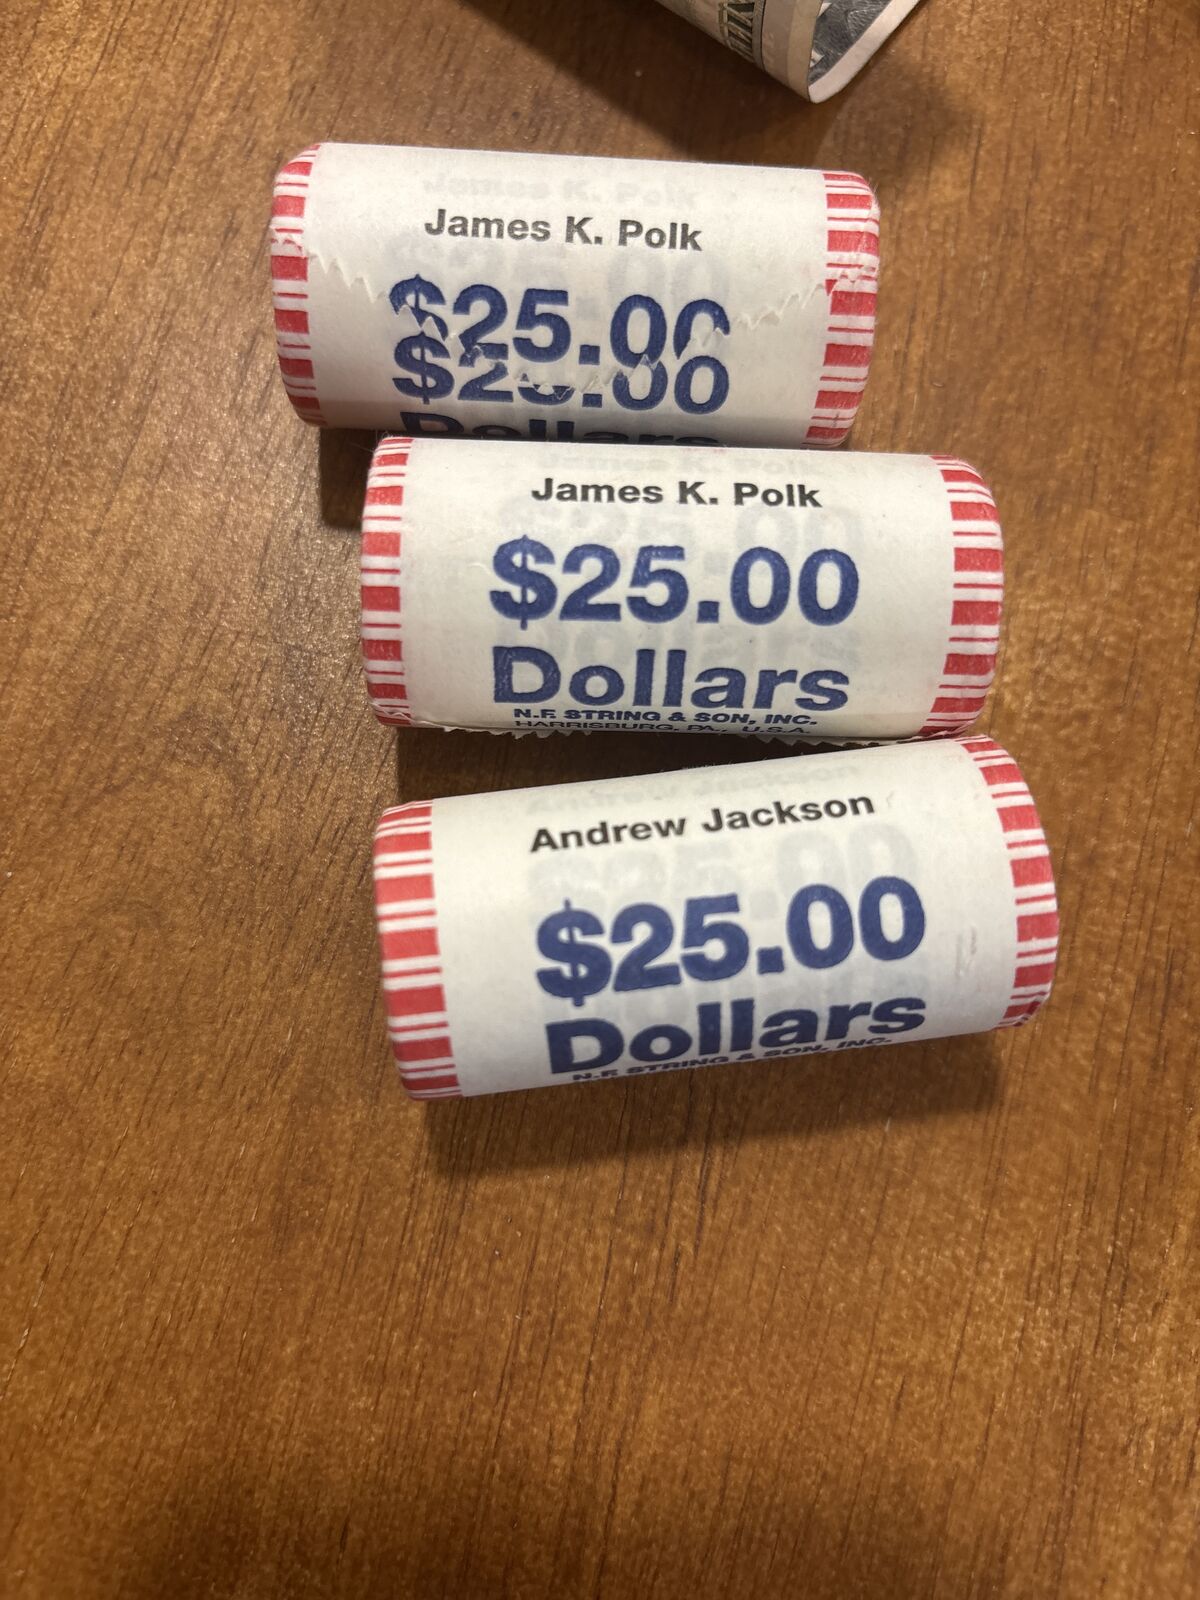 James K. Polk
$25.00
$25.00
Dollars
James K. Polk
$25.00
Dollars
N.F. STRING & SON, INC.
HARRISBURG, PA., U.S.A.
Andrew Jackson
$25.00
Dollars
N.F. STRING & SON, INC.